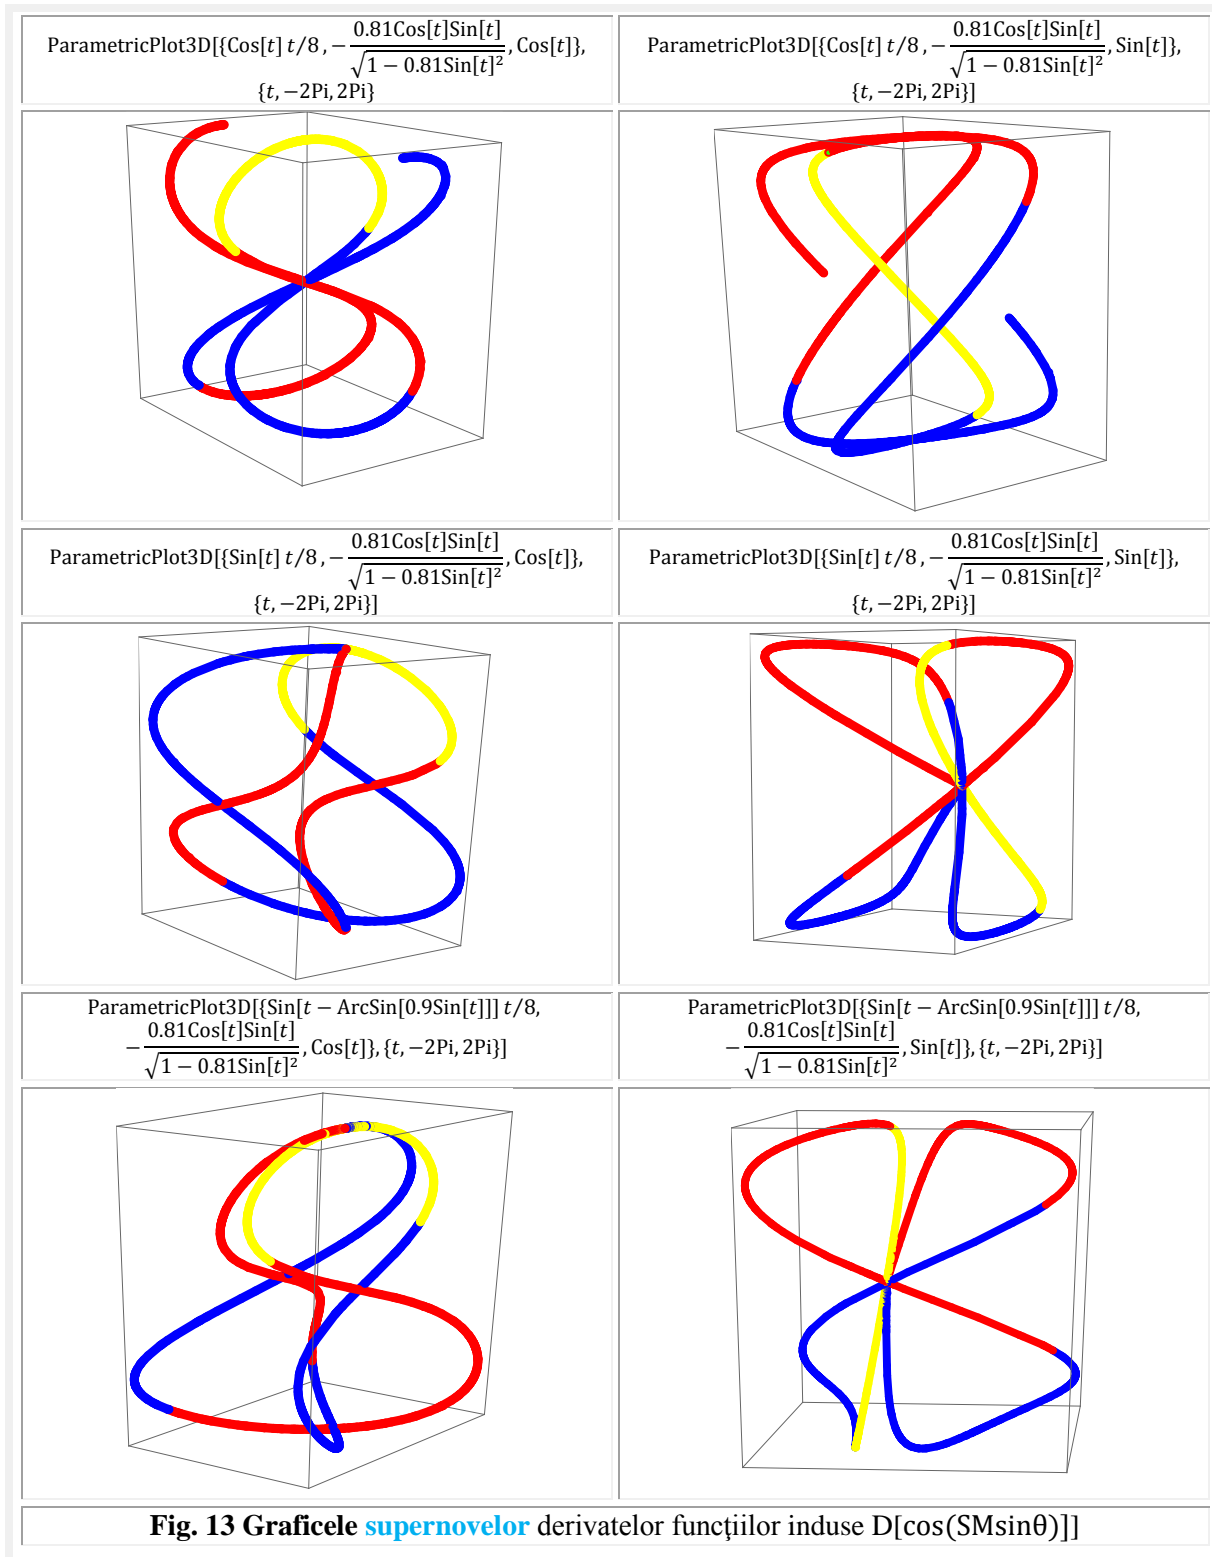 ParametricPlot3D[{Cos[t] t/8 , − 0.81Cos[t]Sin[t] / √(1 − 0.81Sin[t]²) , Cos[t]},
{t, −2Pi, 2Pi}
ParametricPlot3D[{Cos[t] t/8 , − 0.81Cos[t]Sin[t] / √(1 − 0.81Sin[t]²) , Sin[t]},
{t, −2Pi, 2Pi}]
ParametricPlot3D[{Sin[t] t/8 , − 0.81Cos[t]Sin[t] / √(1 − 0.81Sin[t]²) , Cos[t]},
{t, −2Pi, 2Pi}]
ParametricPlot3D[{Sin[t] t/8 , − 0.81Cos[t]Sin[t] / √(1 − 0.81Sin[t]²) , Sin[t]},
{t, −2Pi, 2Pi}]
ParametricPlot3D[{Sin[t − ArcSin[0.9Sin[t]]] t/8,
− 0.81Cos[t]Sin[t] / √(1 − 0.81Sin[t]²) , Cos[t]}, {t, −2Pi, 2Pi}]
ParametricPlot3D[{Sin[t − ArcSin[0.9Sin[t]]] t/8,
− 0.81Cos[t]Sin[t] / √(1 − 0.81Sin[t]²) , Sin[t]}, {t, −2Pi, 2Pi}]
Fig. 13 Graficele supernovelor derivatelor funcţiilor induse D[cos(SMsinθ)]]